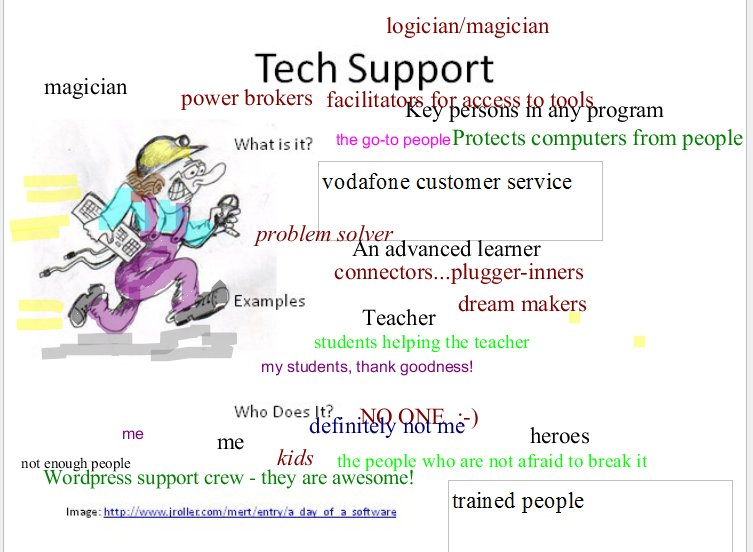 logician/magician
Tech Support
magician
power brokers
facilitators for access to tools
Key persons in any program
What is it?
the go-to people
Protects computers from people
vodafone customer service
problem solver
An advanced learner
connectors...plugger-inners
Examples
dream makers
Teacher
students helping the teacher
my students, thank goodness!
Who Does It?
NO ONE :-)
definitely not me
me
me
heroes
not enough people
kids
the people who are not afraid to break it
Wordpress support crew - they are awesome!
trained people
Image: http://www.jroller.com/mert/entry/a_day_of_a_software